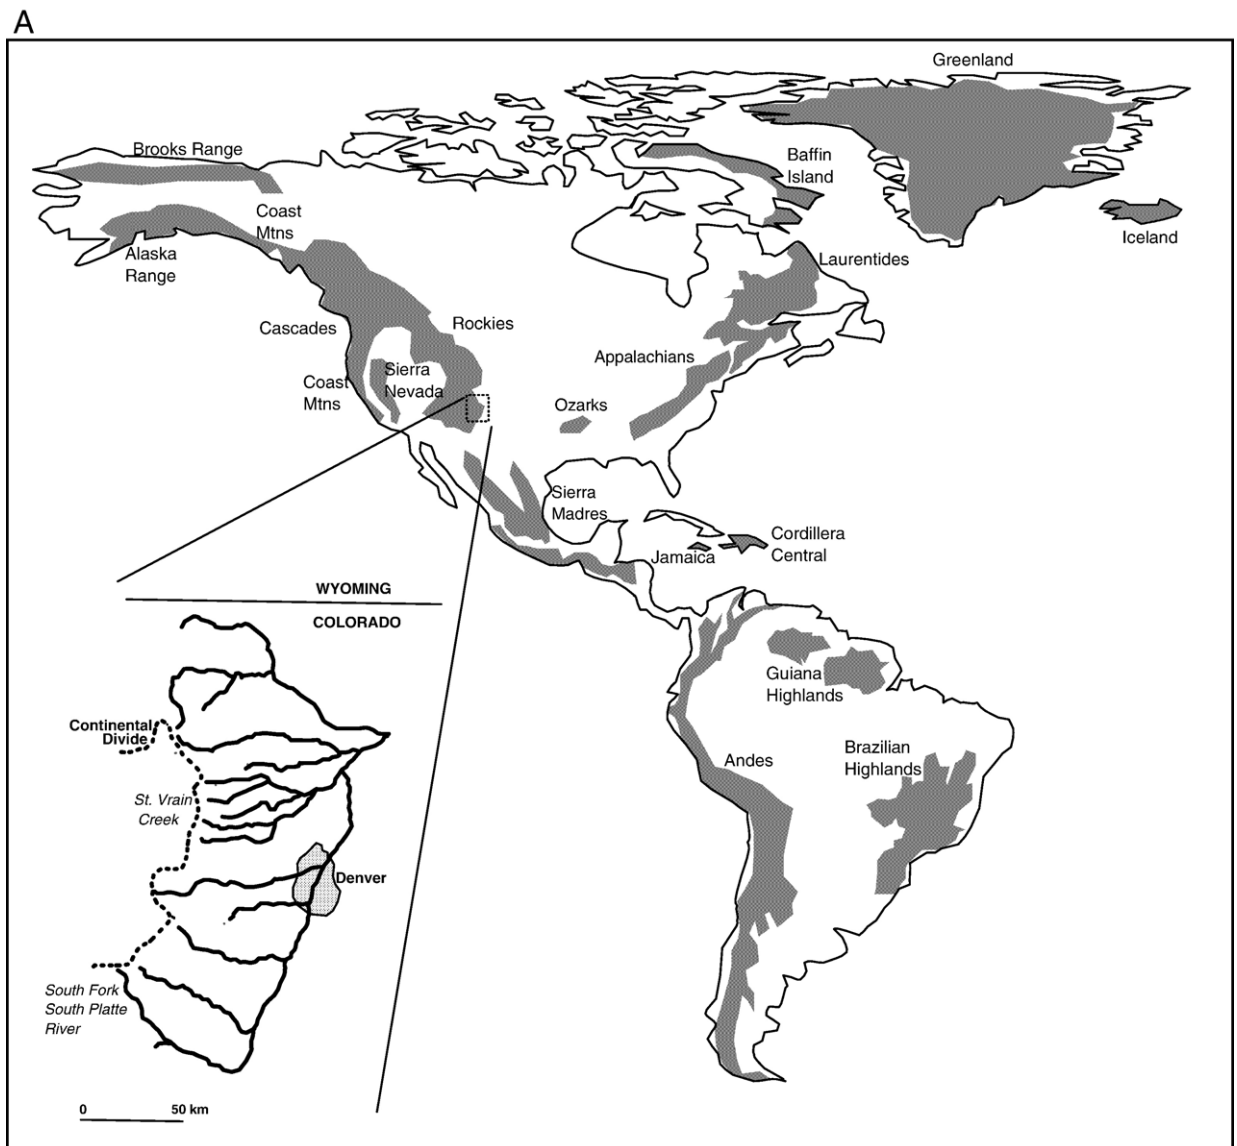 A
Greenland
Brooks Range
Baffin
Island
Coast
Mtns
Alaska
Range
Iceland
Laurentides
Cascades
Rockies
Appalachians
Sierra
Nevada
Coast
Mtns
Ozarks
Sierra
Madres
Jamaica
Cordillera
Central
WYOMING
COLORADO
Guiana
Highlands
Continental
Divide
Andes
Brazilian
Highlands
St. Vrain
Creek
Denver
South Fork
South Platte
River
0 50 km